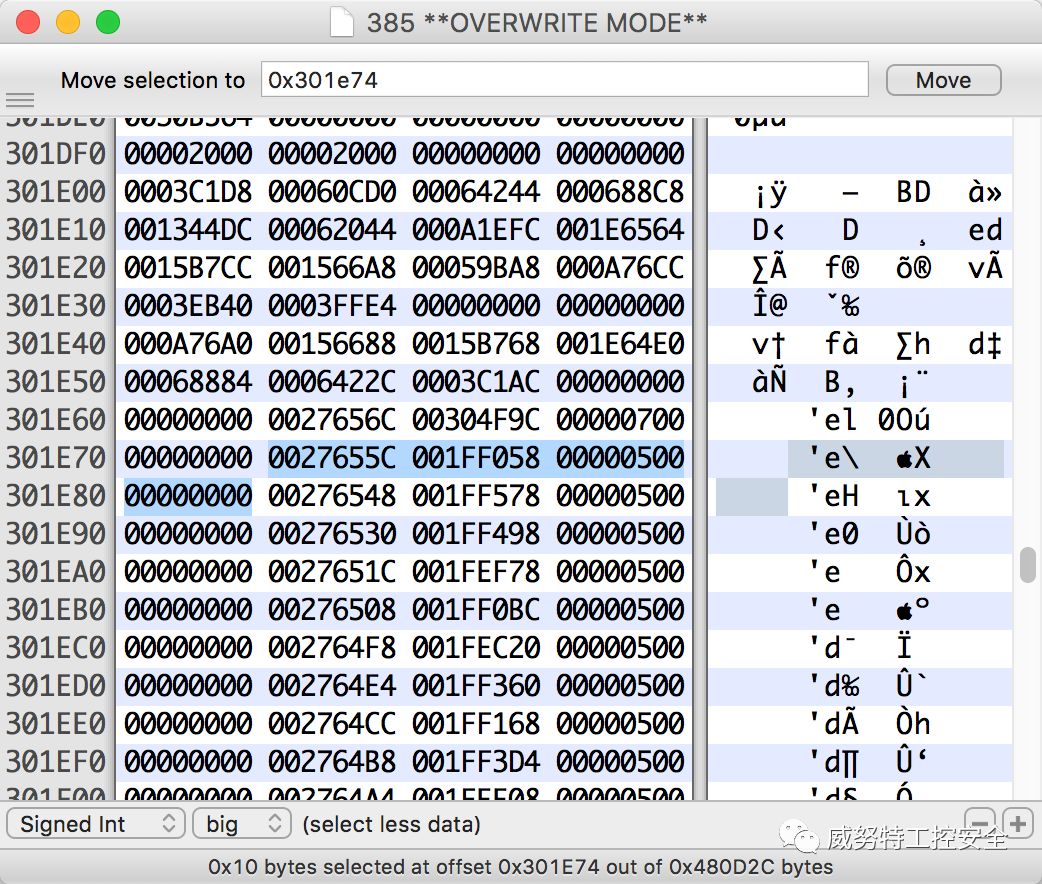 385 **OVERWRITE MODE**
Move selection to 0x301e74 Move
301DF0 00002000 00002000 00000000 00000000
301E00 0003C1D8 00060CD0 00064244 000688C8 ¡ÿ – BD à»
301E10 001344DC 00062044 000A1EFC 001E6564 D‹ D ¸ ed
301E20 0015B7CC 001566A8 00059BA8 000A76CC ∑Ã f® õ® vÃ
301E30 0003EB40 0003FFE4 00000000 00000000 Î@ ˇ‰
301E40 000A76A0 00156688 0015B768 001E64E0 v† fà ∑h d‡
301E50 00068884 0006422C 0003C1AC 00000000 àÑ B, ¡¨
301E60 00000000 0027656C 00304F9C 00000700 'el 0Oú
301E70 00000000 0027655C 001FF058 00000500 'e\ X
301E80 00000000 00276548 001FF578 00000500 'eH ıx
301E90 00000000 00276530 001FF498 00000500 'e0 Ùò
301EA0 00000000 0027651C 001FEF78 00000500 'e Ôx
301EB0 00000000 00276508 001FF0BC 00000500 'e º
301EC0 00000000 002764F8 001FEC20 00000500 'd¯ Ï
301ED0 00000000 002764E4 001FF360 00000500 'd‰ Û`
301EE0 00000000 002764CC 001FF168 00000500 'dÃ Òh
301EF0 00000000 002764B8 001FF3D4 00000500 'd∏ Û‘
Signed Int big (select less data)
威努特工控安全
0x10 bytes selected at offset 0x301E74 out of 0x480D2C bytes